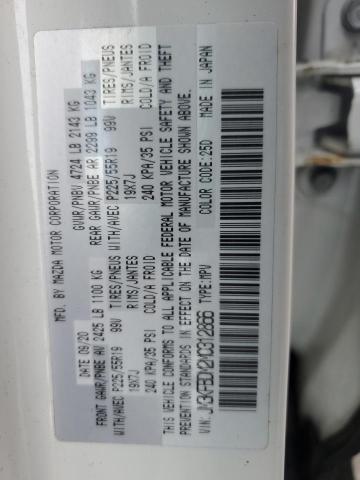 MFD. BY MAZDA MOTOR CORPORATION
DATE 09/20 GVWR/PNBV 4724 LB 2143 KG
FRONT GAWR/PNBE AV 2425 LB 1100 KG REAR GAWR/PNBE AR 2299 LB 1043 KG
WITH/AVEC P225/55R19 99V TIRES/PNEUS WITH/AVEC P225/55R19 99V TIRES/PNEUS
19X7J RIMS/JANTES 19X7J RIMS/JANTES
240 KPA/35 PSI COLD/A FROID 240 KPA/35 PSI COLD/A FROID
THIS VEHICLE CONFORMS TO ALL APPLICABLE FEDERAL MOTOR VEHICLE SAFETY AND THEFT
PREVENTION STANDARDS IN EFFECT ON THE DATE OF MANUFACTURE SHOWN ABOVE.
COLOR CODE:25D MADE IN JAPAN
VIN: TYPE:MPV